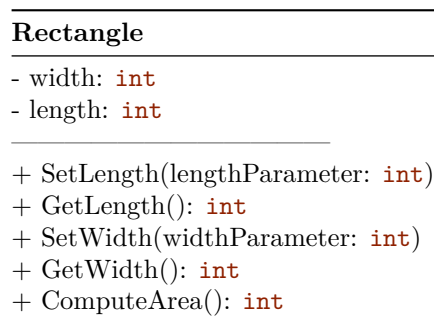 Rectangle
- width: int
- length: int
+ SetLength(lengthParameter: int)
+ GetLength(): int
+ SetWidth(widthParameter: int)
+ GetWidth(): int
+ ComputeArea(): int